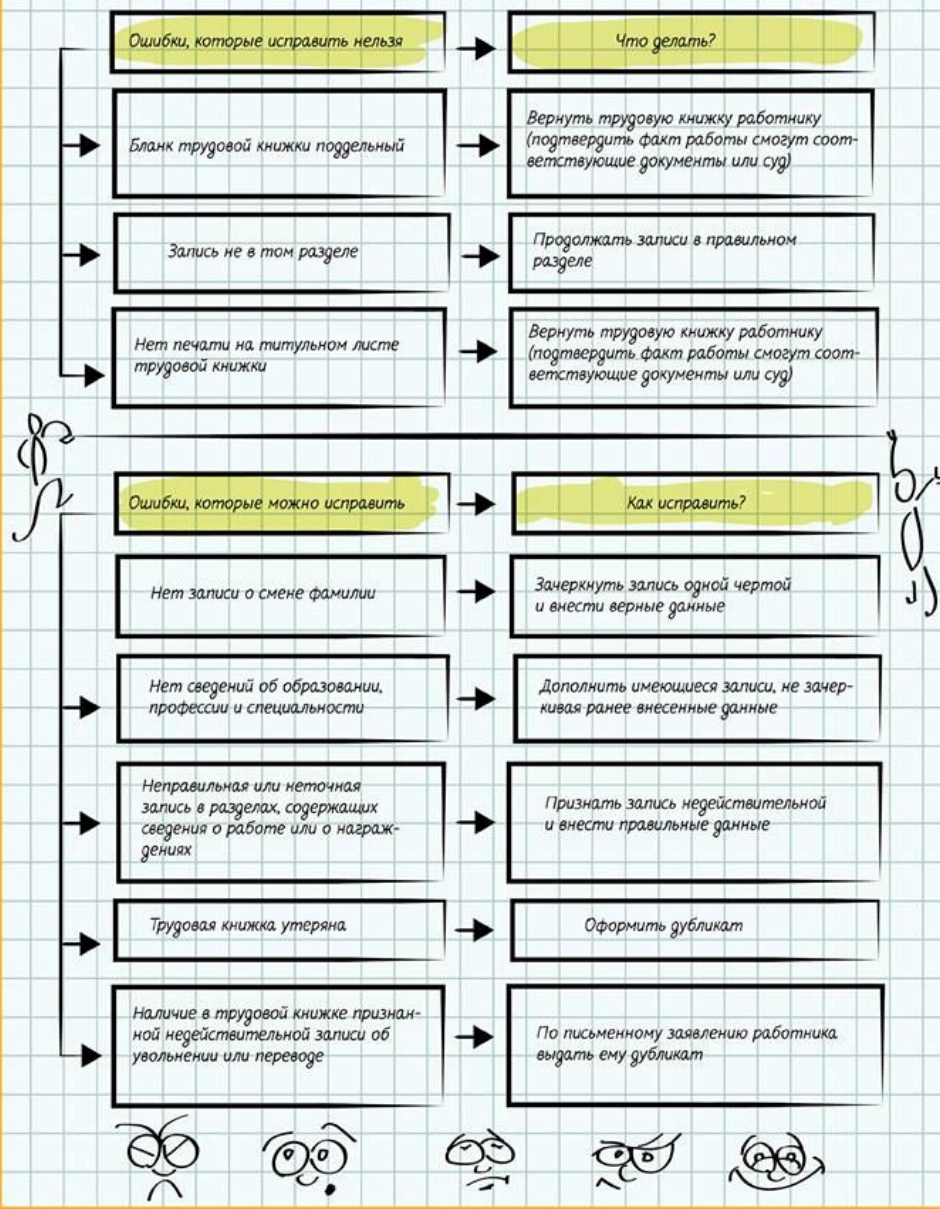 Ошибки, которые исправить нельзя
Что делать?
Бланк трудовой книжки поддельный
Вернуть трудовую книжку работнику
(подтвердить факт работы смогут соот-
ветствующие документы или суд)
Запись не в том разделе
Продолжать записи в правильном
разделе
Нет печати на титульном листе
трудовой книжки
Вернуть трудовую книжку работнику
(подтвердить факт работы смогут соот-
ветствующие документы или суд)
Ошибки, которые можно исправить
Как исправить?
Нет записи о смене фамилии
Зачеркнуть запись одной чертой
и внести верные данные
Нет сведений об образовании,
профессии и специальности
Дополнить имеющиеся записи, не зачер-
кивая ранее внесенные данные
Неправильная или неточная
запись в разделах, содержащих
сведения о работе или о награж-
дениях
Признать запись недействительной
и внести правильные данные
Трудовая книжка утеряна
Оформить дубликат
Наличие в трудовой книжке признан-
ной недействительной записи об
увольнении или переводе
По письменному заявлению работника
выдать ему дубликат